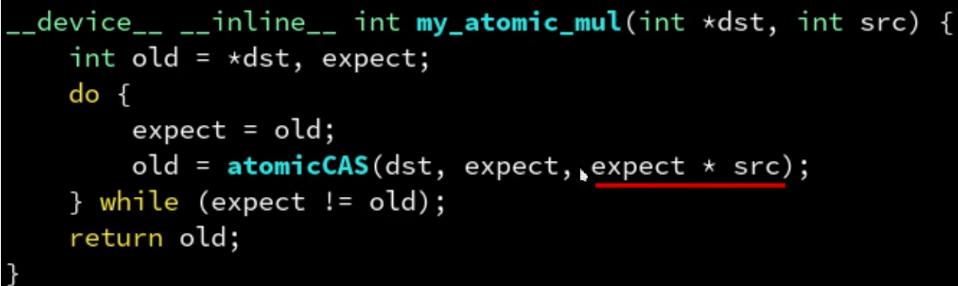 __device__ __inline__ int my_atomic_mul(int *dst, int src) {
    int old = *dst, expect;
    do {
        expect = old;
        old = atomicCAS(dst, expect, expect * src);
    } while (expect != old);
    return old;
}